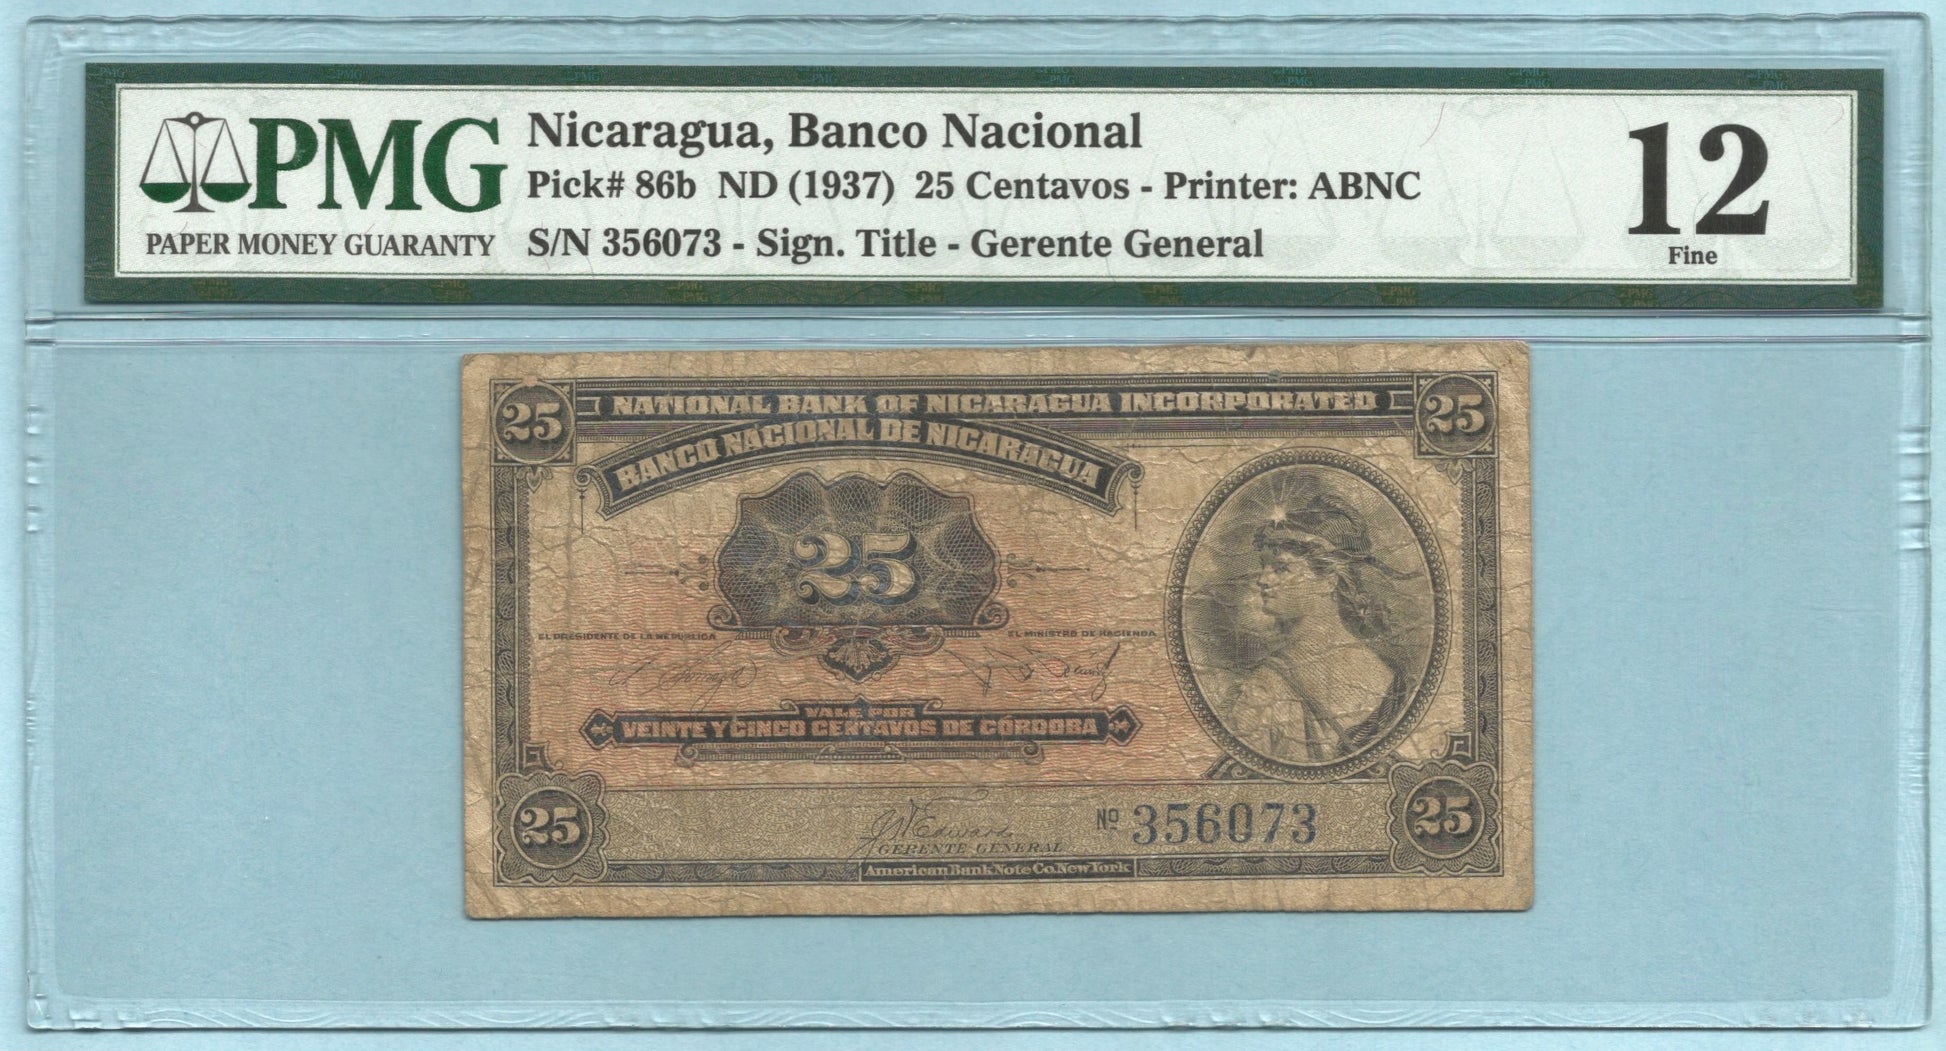 PMG
PAPER MONEY GUARANTY
Nicaragua, Banco Nacional
Pick# 86b ND (1937) 25 Centavos - Printer: ABNC
S/N 356073 - Sign. Title - Gerente General
12
Fine
25 NATIONAL BANK OF NICARAGUA INCORPORATED 25
BANCO NACIONAL DE NICARAGUA
25
EL PRESIDENTE DE LA REPUBLICA
EL MINISTRO DE HACIENDA
VALE POR
VEINTE Y CINCO CENTAVOS DE CÓRDOBA
25 Nº 356073 25
GERENTE GENERAL
American Bank Note Co. New York